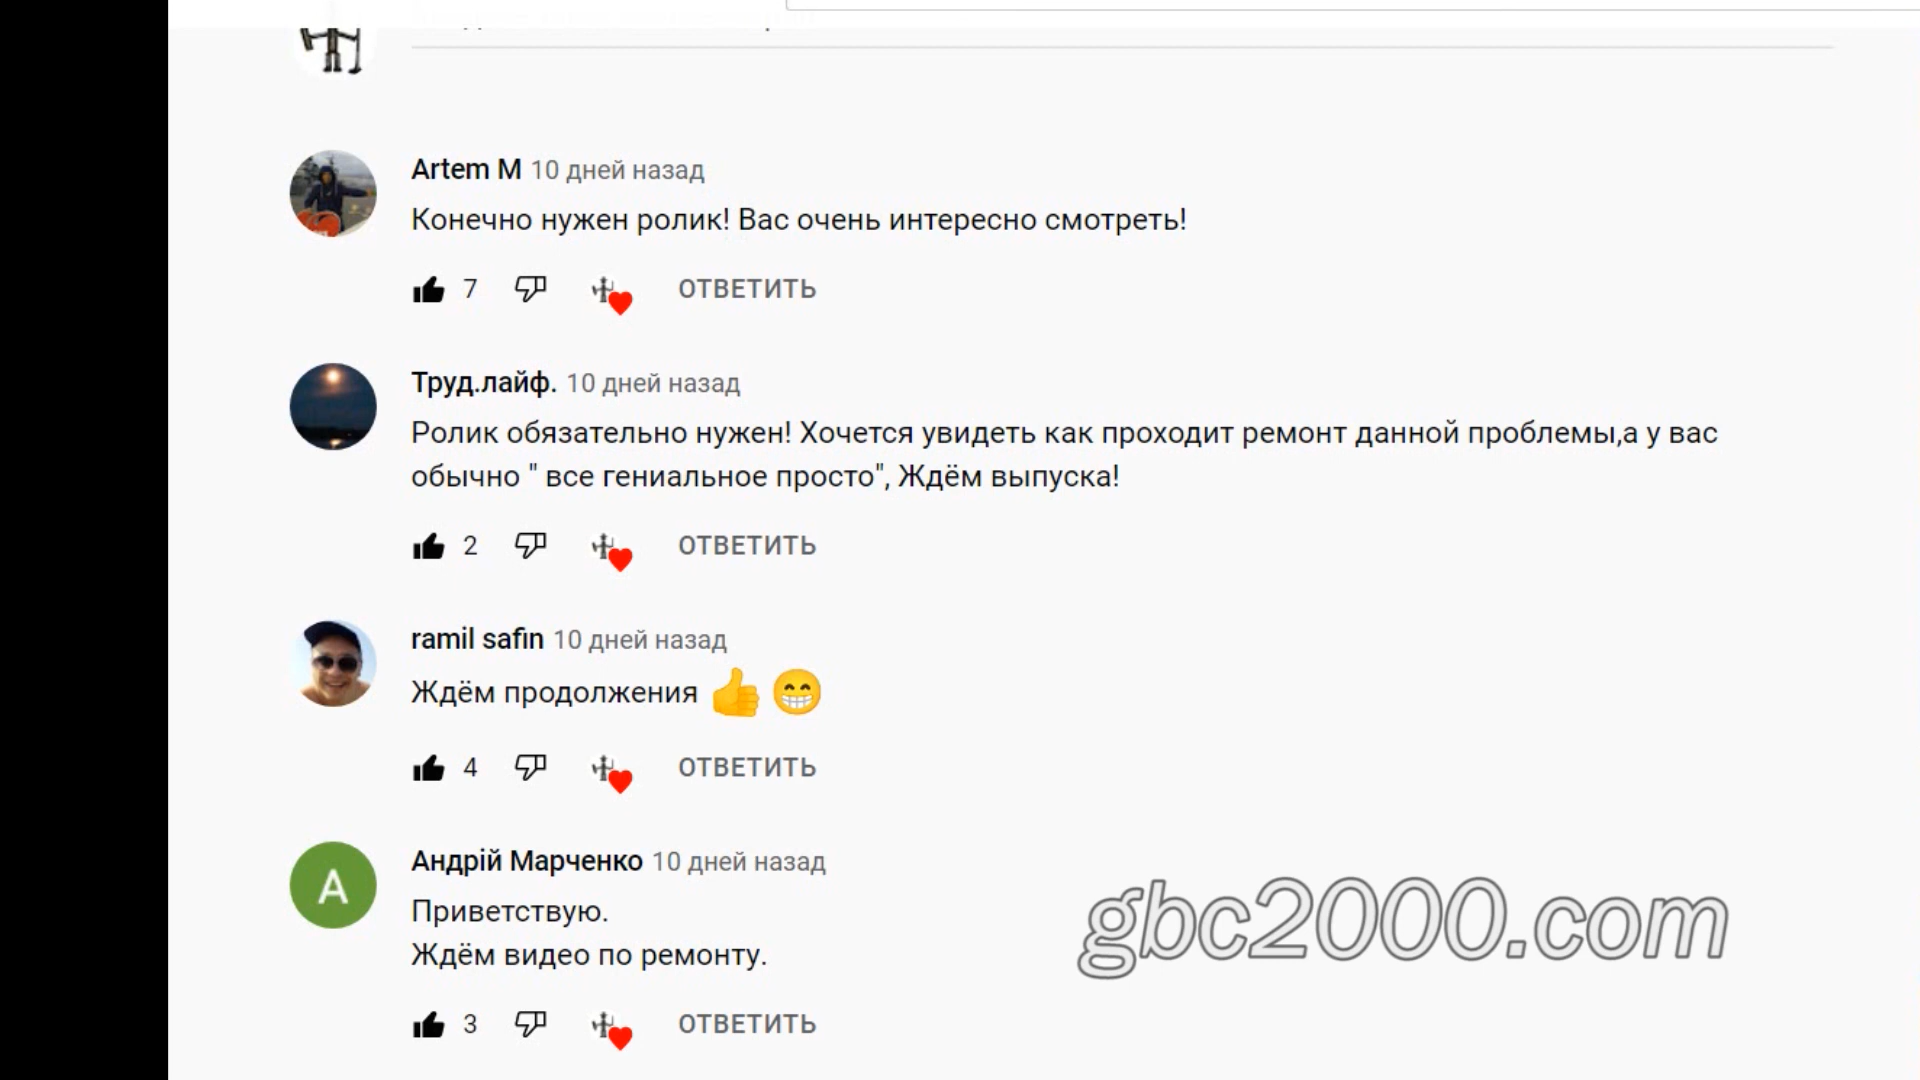 Artem M 10 дней назад
Конечно нужен ролик! Вас очень интересно смотреть!
7 ОТВЕТИТЬ
Труд.лайф. 10 дней назад
Ролик обязательно нужен! Хочется увидеть как проходит ремонт данной проблемы,а у вас
обычно " все гениальное просто", Ждём выпуска!
2 ОТВЕТИТЬ
ramil safin 10 дней назад
Ждём продолжения 👍😁
4 ОТВЕТИТЬ
Андрій Марченко 10 дней назад
A
Приветствую.
Ждём видео по ремонту.
3 ОТВЕТИТЬ
gbc2000.com